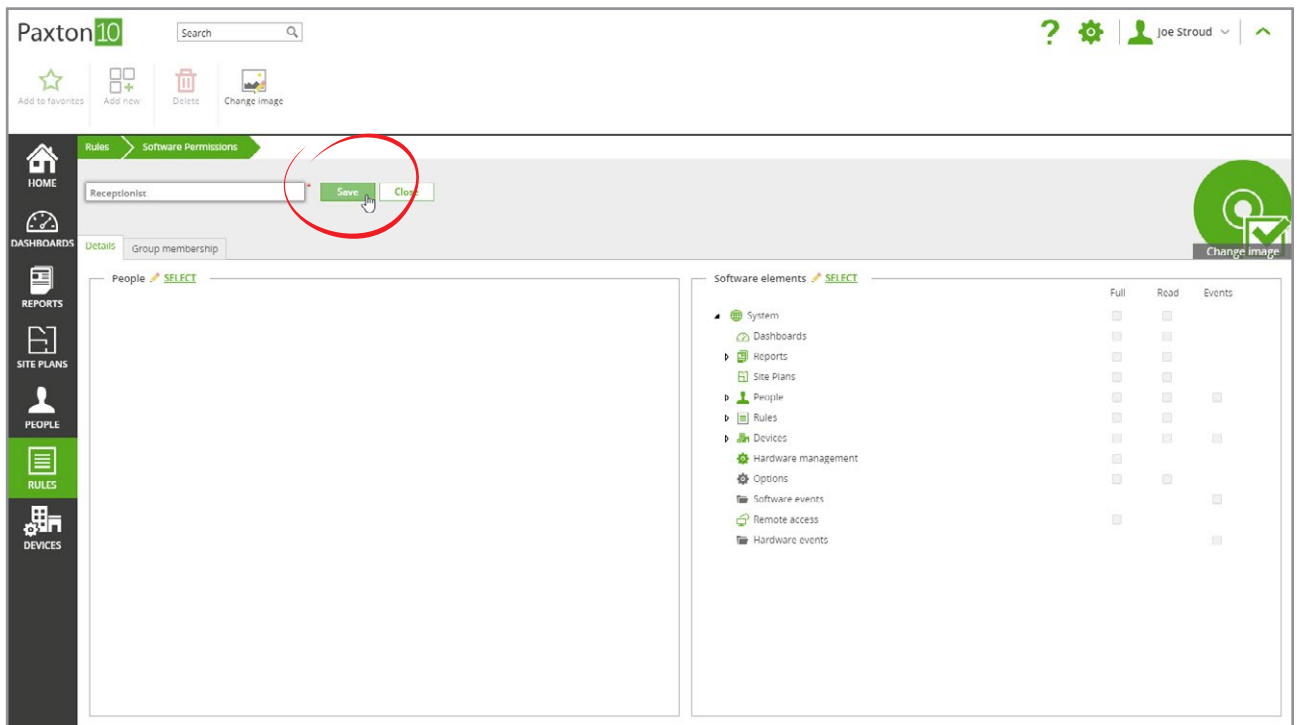 Paxton 10
Search
Joe Stroud
Add to favorites
Add new
Delete
Change image
Rules
Software Permissions
HOME
Receptionist
*
Save
Close
DASHBOARDS
Details
Group membership
Change image
REPORTS
People SELECT
Software elements SELECT
Full Read Events
System
Dashboards
Reports
SITE PLANS
Site Plans
People
PEOPLE
Rules
Devices
Hardware management
RULES
Options
Software events
Remote access
DEVICES
Hardware events